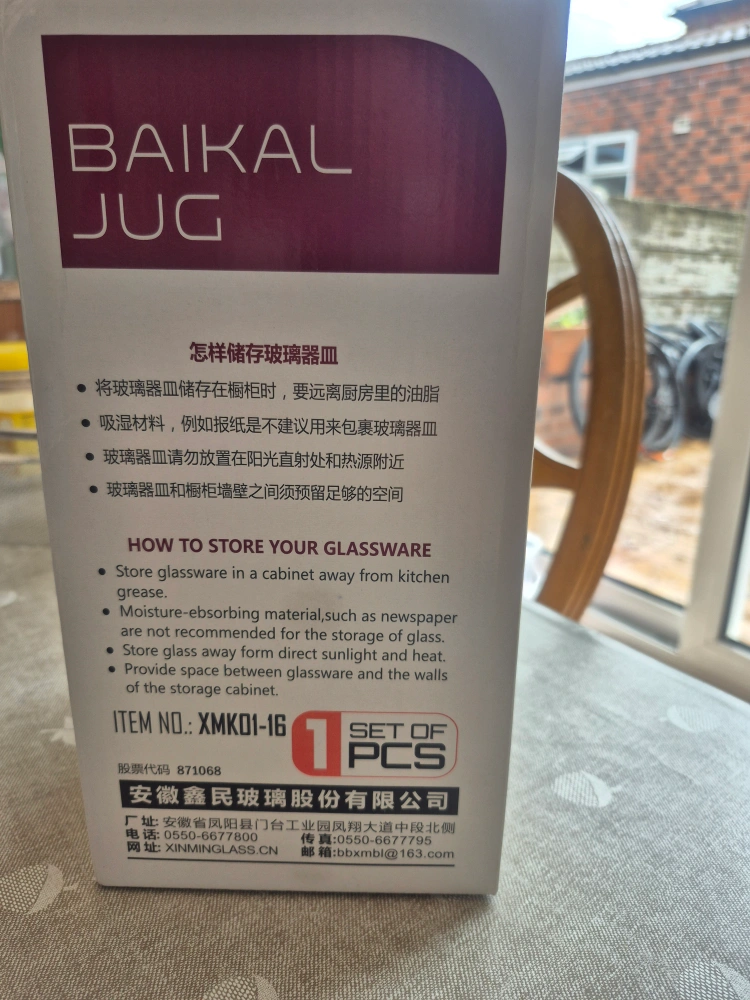 BAIKAL
JUG
怎样储存玻璃器皿
● 将玻璃器皿储存在橱柜时，要远离厨房里的油脂
● 吸湿材料，例如报纸是不建议用来包裹玻璃器皿
● 玻璃器皿请勿放置在阳光直射处和热源附近
● 玻璃器皿和橱柜墙壁之间须预留足够的空间
HOW TO STORE YOUR GLASSWARE
● Store glassware in a cabinet away from kitchen
grease.
● Moisture-ebsorbing material,such as newspaper
are not recommended for the storage of glass.
● Store glass away form direct sunlight and heat.
● Provide space between glassware and the walls
of the storage cabinet.
ITEM NO.: XMK01-16 1 SET OF
PCS
股票代码 871068
安徽鑫民玻璃股份有限公司
厂 址: 安徽省凤阳县门台工业园凤翔大道中段北侧
电 话: 0550-6677800 传 真:0550-6677795
网 址: XINMINGLASS.CN 邮 箱:bbxmbl@163.com